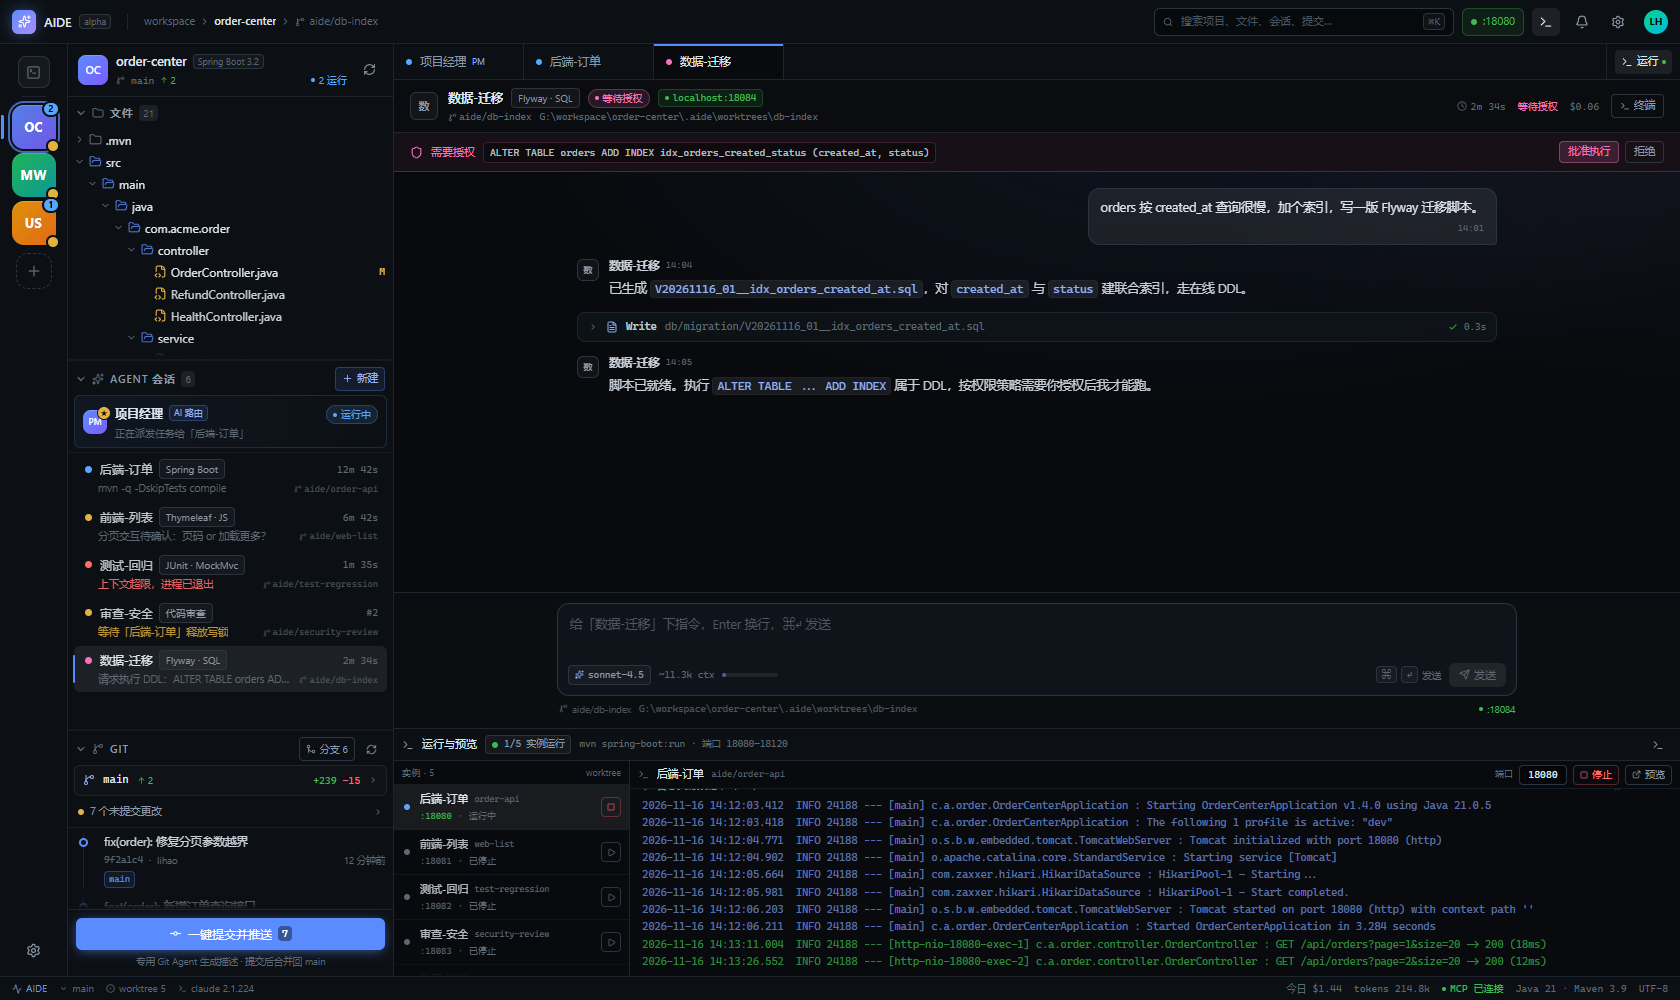 AIDE alpha workspace › order-center › aide/db-index 搜索项目、文件、会话、提交... ⌘K :18080 LH
OC 2
MW
US 1
OC order-center Spring Boot 3.2
main ↑2 2 运行
文件 21
.mvn
src
main
java
com.acme.order
controller
OrderController.java M
RefundController.java
HealthController.java
service
AGENT 会话 6 + 新建
PM 项目经理 AI 路由 运行中
正在派发任务给「后端-订单」
后端-订单 Spring Boot 12m 42s
mvn -q -DskipTests compile aide/order-api
前端-列表 Thymeleaf · JS 6m 42s
分页交互待确认：页码 or 加载更多? aide/web-list
测试-回归 JUnit · MockMvc 1m 35s
上下文超限，进程已退出 aide/test-regression
审查-安全 代码审查 #2
等待「后端-订单」释放写锁 aide/security-review
数据-迁移 Flyway · SQL 2m 34s
请求执行 DDL：ALTER TABLE orders AD... aide/db-index
GIT 分支 6
main ↑2 +239 −15
7 个未提交更改
fix(order): 修复分页参数越界
9f2a1c4 · lihao 12 分钟前
main
一键提交并推送 7
专用 Git Agent 生成描述 · 提交后合并回 main
项目经理 PM 后端-订单 数据-迁移 运行
数 数据-迁移 Flyway · SQL 等待授权 localhost:18084 2m 34s 等待授权 $0.06 终端
aide/db-index G:\workspace\order-center\.aide\worktrees\db-index
需要授权 ALTER TABLE orders ADD INDEX idx_orders_created_status (created_at, status) 批准执行 拒绝
orders 按 created_at 查询很慢，加个索引，写一版 Flyway 迁移脚本。
14:01
数 数据-迁移 14:04
已生成 V20261116_01__idx_orders_created_at.sql，对 created_at 与 status 建联合索引，走在线 DDL。
Write db/migration/V20261116_01__idx_orders_created_at.sql ✓ 0.3s
数 数据-迁移 14:05
脚本已就绪。执行 ALTER TABLE ... ADD INDEX 属于 DDL，按权限策略需要你授权后我才能跑。
给「数据-迁移」下指令，Enter 换行，⌘↵ 发送
sonnet-4.5 ~11.3k ctx ⌘ ↵ 发送 发送
aide/db-index G:\workspace\order-center\.aide\worktrees\db-index :18084
运行与预览 1/5 实例运行 mvn spring-boot:run · 端口 18080-18120
实例 · 5 worktree
后端-订单 order-api
:18080 · 运行中
前端-列表 web-list
:18081 · 已停止
测试-回归 test-regression
:18082 · 已停止
审查-安全 security-review
:18083 · 已停止
后端-订单 aide/order-api 端口 18080 停止 预览
2026-11-16 14:12:03.412 INFO 24188 --- [main] c.a.order.OrderCenterApplication : Starting OrderCenterApplication v1.4.0 using Java 21.0.5
2026-11-16 14:12:03.418 INFO 24188 --- [main] c.a.order.OrderCenterApplication : The following 1 profile is active: "dev"
2026-11-16 14:12:04.771 INFO 24188 --- [main] o.s.b.w.embedded.tomcat.TomcatWebServer : Tomcat initialized with port 18080 (http)
2026-11-16 14:12:04.902 INFO 24188 --- [main] o.apache.catalina.core.StandardService : Starting service [Tomcat]
2026-11-16 14:12:05.664 INFO 24188 --- [main] com.zaxxer.hikari.HikariDataSource : HikariPool-1 - Starting...
2026-11-16 14:12:05.981 INFO 24188 --- [main] com.zaxxer.hikari.HikariDataSource : HikariPool-1 - Start completed.
2026-11-16 14:12:06.203 INFO 24188 --- [main] o.s.b.w.embedded.tomcat.TomcatWebServer : Tomcat started on port 18080 (http) with context path ''
2026-11-16 14:12:06.211 INFO 24188 --- [main] c.a.order.OrderCenterApplication : Started OrderCenterApplication in 3.284 seconds
2026-11-16 14:13:11.004 INFO 24188 --- [http-nio-18080-exec-1] c.a.order.controller.OrderController : GET /api/orders?page=1&size=20 → 200 (18ms)
2026-11-16 14:13:26.552 INFO 24188 --- [http-nio-18080-exec-2] c.a.order.controller.OrderController : GET /api/orders?page=2&size=20 → 200 (12ms)
AIDE main worktree 5 claude 2.1.224 今日 $1.44 tokens 214.8k MCP 已连接 Java 21 · Maven 3.9 UTF-8